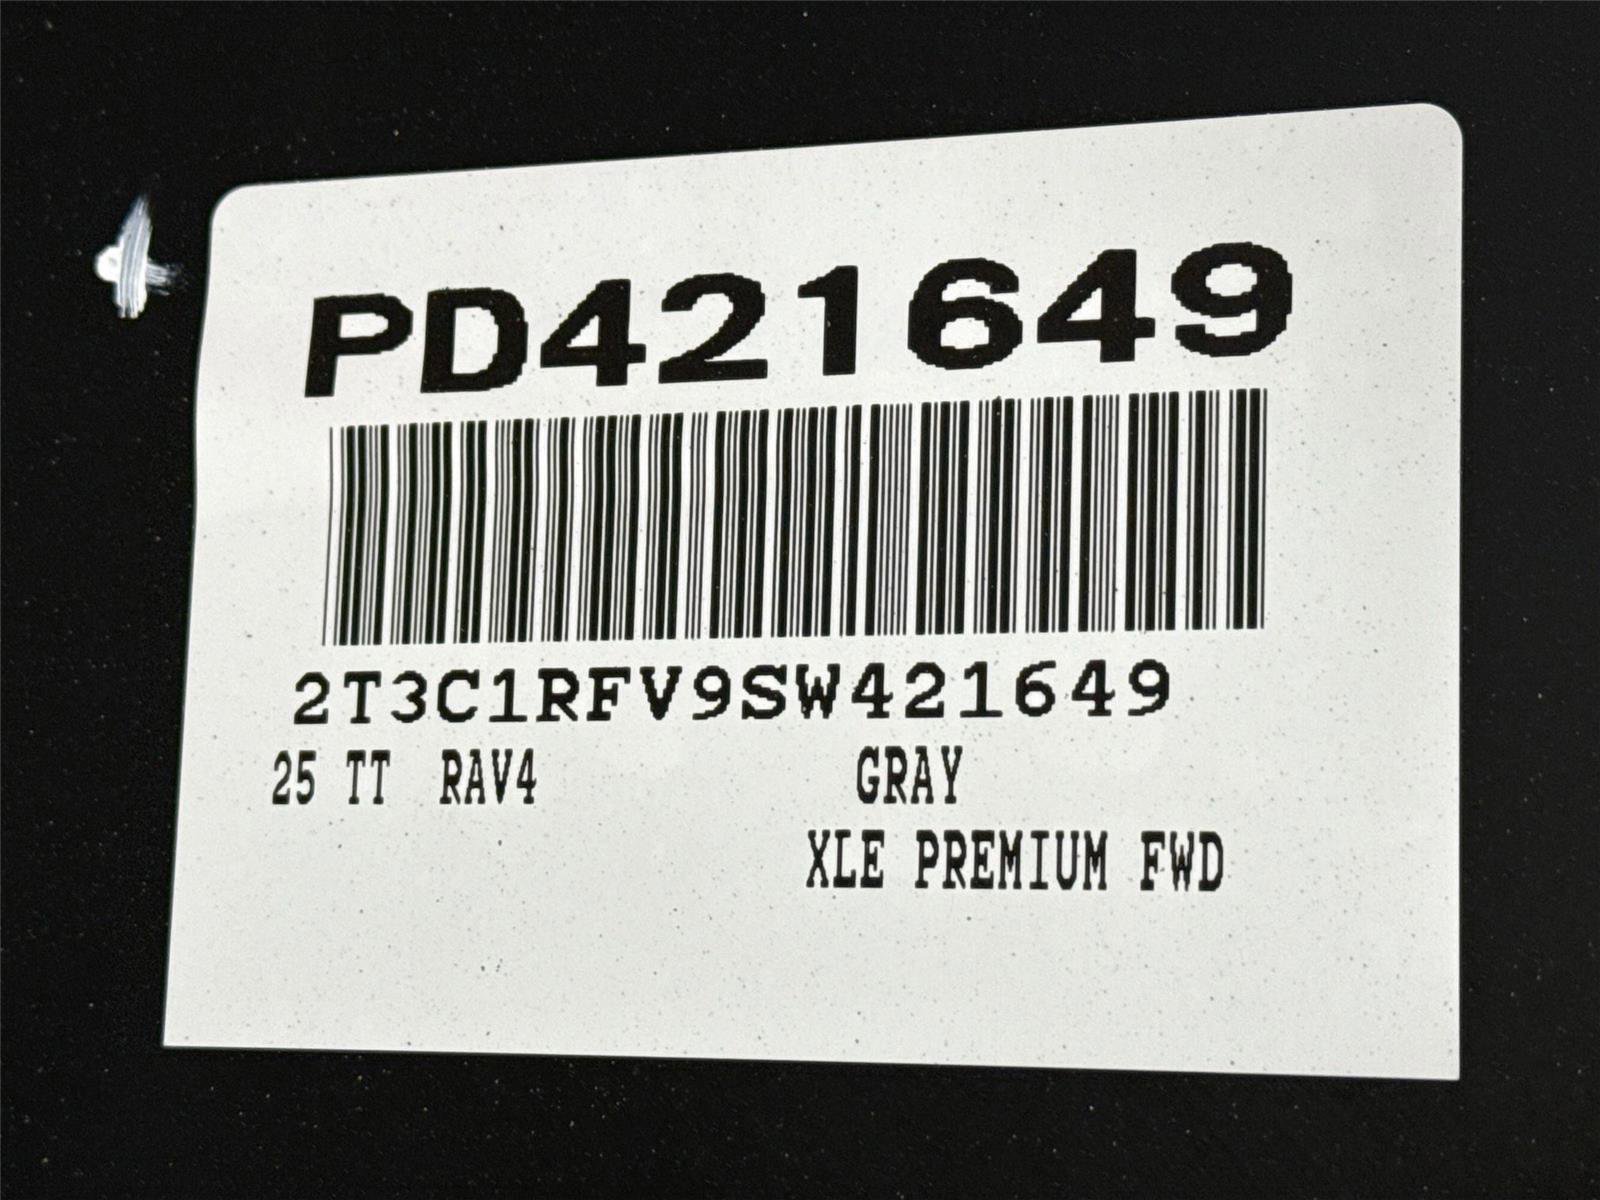 PD421649
2T3C1RFV9SW421649
25 TT RAV4 GRAY
XLE PREMIUM FWD